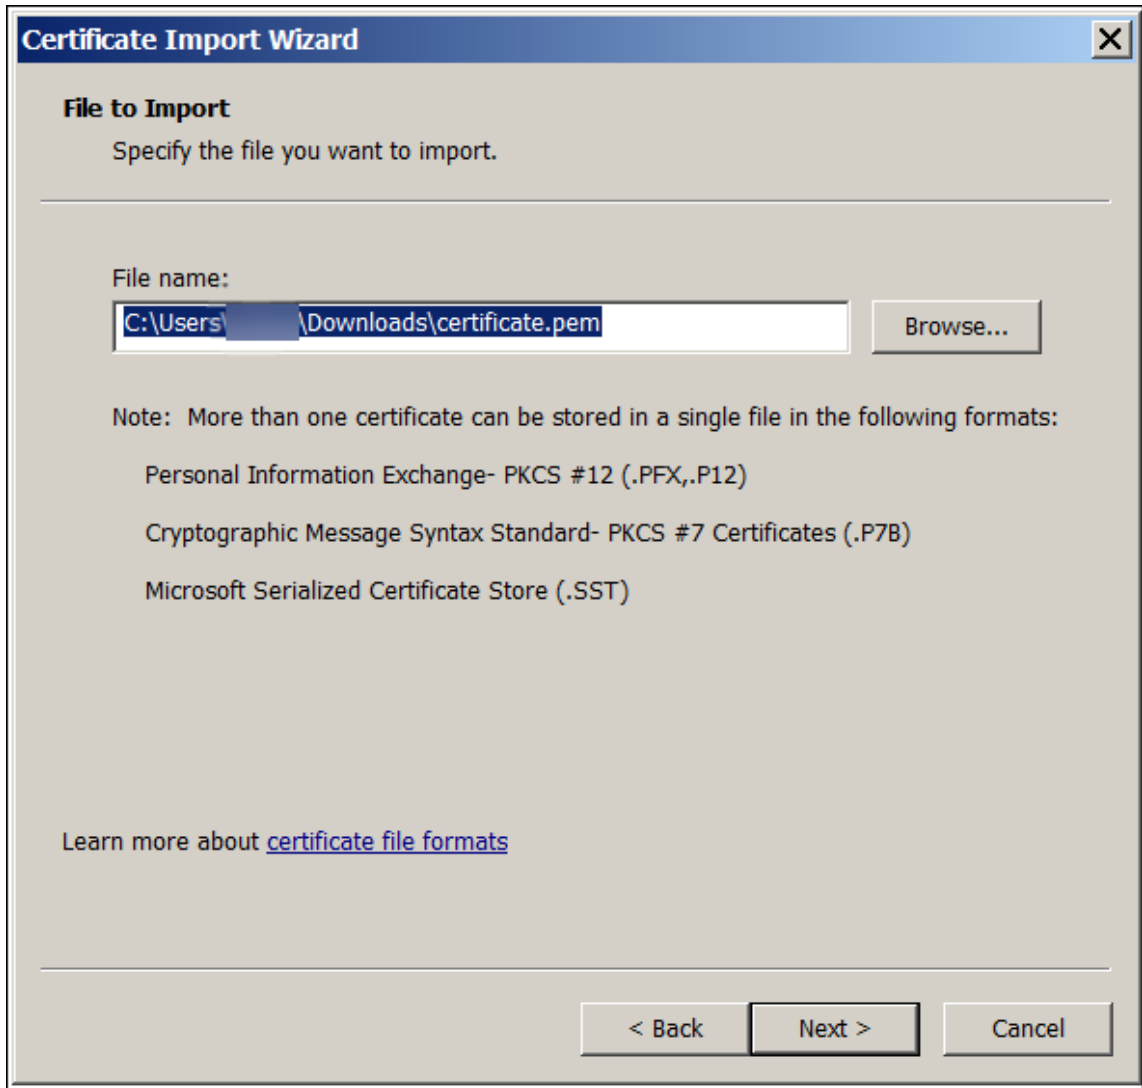 Certificate Import Wizard
File to Import
Specify the file you want to import.
File name:
C:\Users\ \Downloads\certificate.pem
Browse...
Note:  More than one certificate can be stored in a single file in the following formats:
Personal Information Exchange- PKCS #12 (.PFX,.P12)
Cryptographic Message Syntax Standard- PKCS #7 Certificates (.P7B)
Microsoft Serialized Certificate Store (.SST)
Learn more about certificate file formats
< Back
Next >
Cancel